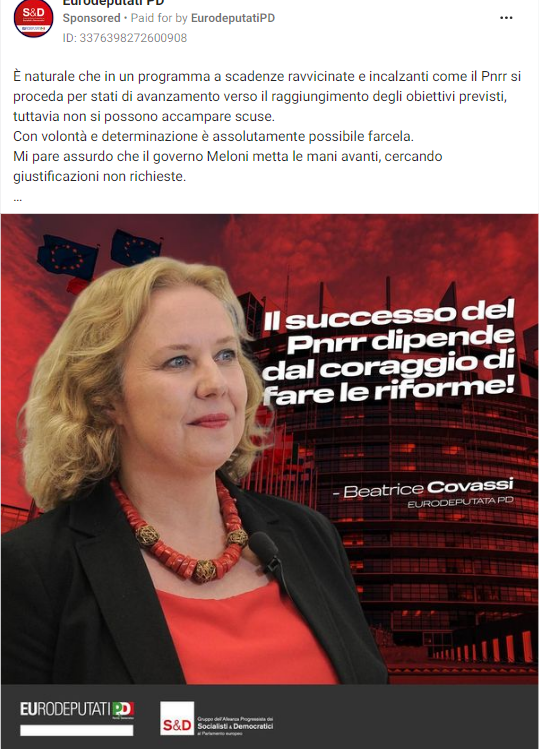 Eurodeputati PD
Sponsored • Paid for by EurodeputatiPD
ID: 3376398272600908
S&D
È naturale che in un programma a scadenze ravvicinate e incalzanti come il Pnrr si
proceda per stati di avanzamento verso il raggiungimento degli obiettivi previsti,
tuttavia non si possono accampare scuse.
Con volontà e determinazione è assolutamente possibile farcela.
Mi pare assurdo che il governo Meloni metta le mani avanti, cercando
giustificazioni non richieste.
...
Il successo del
Pnrr dipende
dal coraggio di
fare le riforme!
- Beatrice Covassi
EURODEPUTATA PD
EURODEPUTATI PD
S&D
Gruppo dell'Alleanza Progressista dei
Socialisti & Democratici
al Parlamento europeo